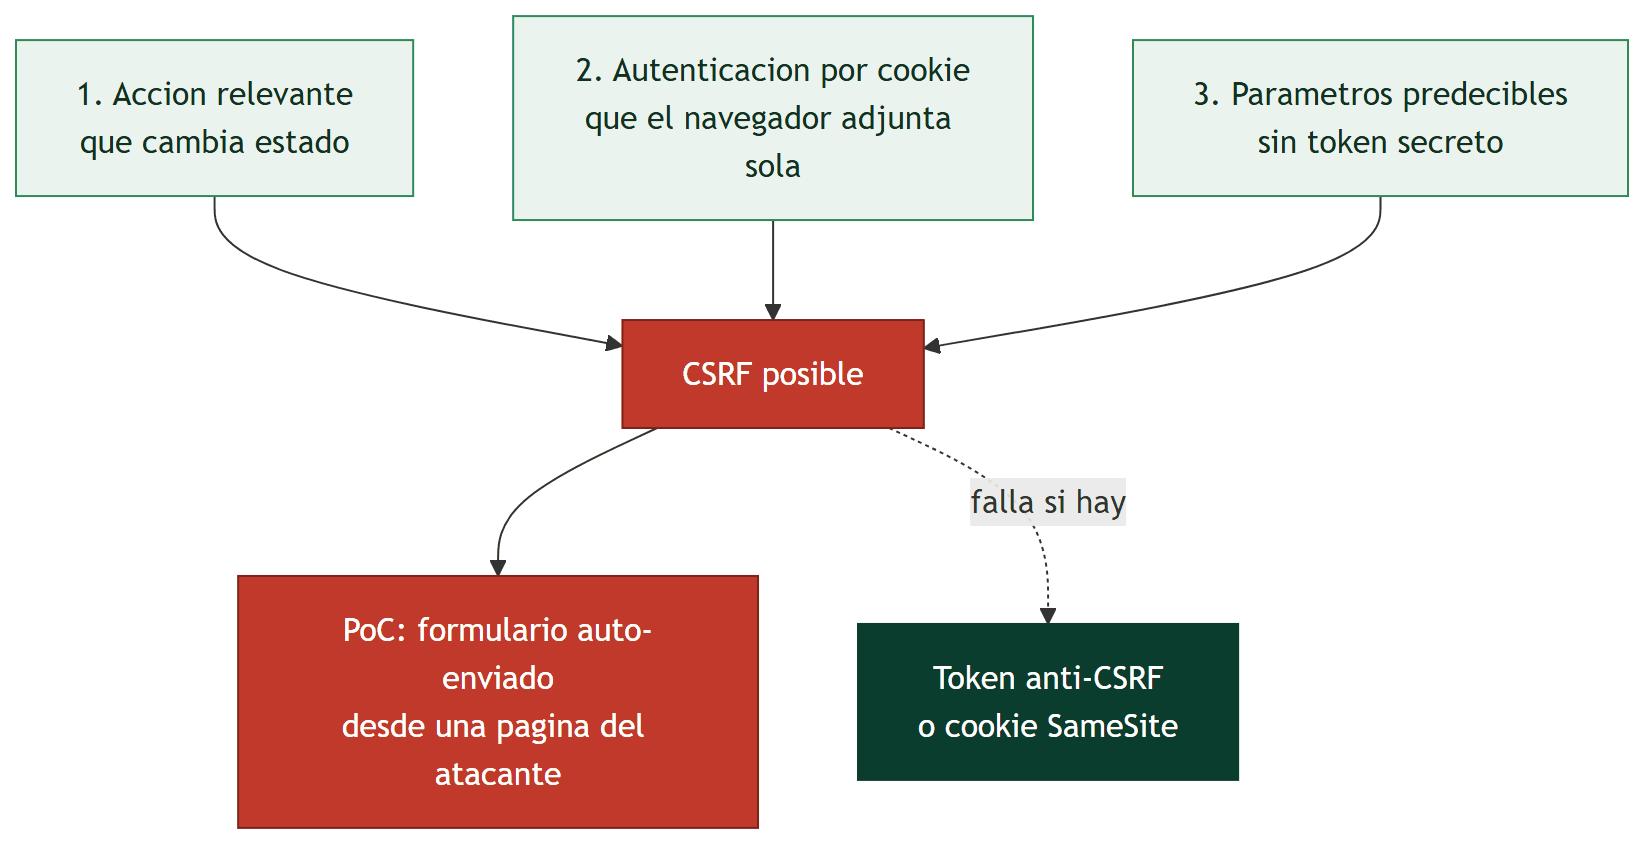 1. Accion relevante
que cambia estado
2. Autenticacion por cookie
que el navegador adjunta
sola
3. Parametros predecibles
sin token secreto
CSRF posible
falla si hay
PoC: formulario auto-
enviado
desde una pagina del
atacante
Token anti-CSRF
o cookie SameSite